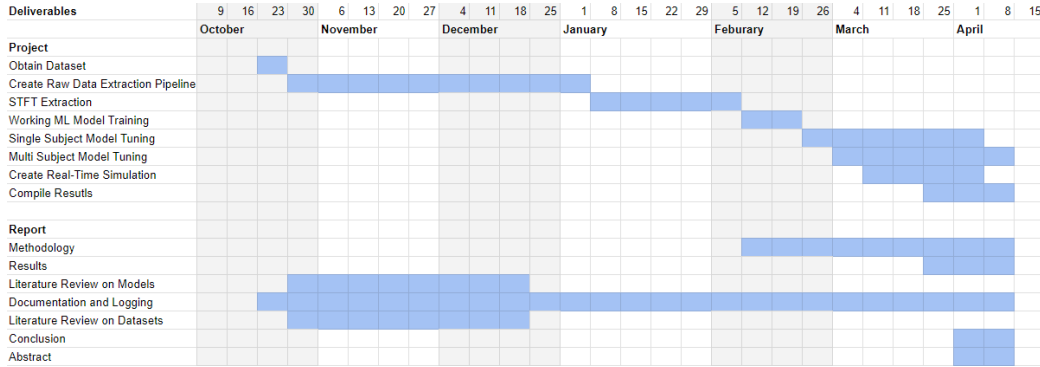 Deliverables 9 16 23 30 6 13 20 27 4 11 18 25 1 8 15 22 29 5 12 19 26 4 11 18 25 1 8 15
October November December January Feburary March April
Project
Obtain Dataset
Create Raw Data Extraction Pipeline
STFT Extraction
Working ML Model Training
Single Subject Model Tuning
Multi Subject Model Tuning
Create Real-Time Simulation
Compile Resutls
Report
Methodology
Results
Literature Review on Models
Documentation and Logging
Literature Review on Datasets
Conclusion
Abstract